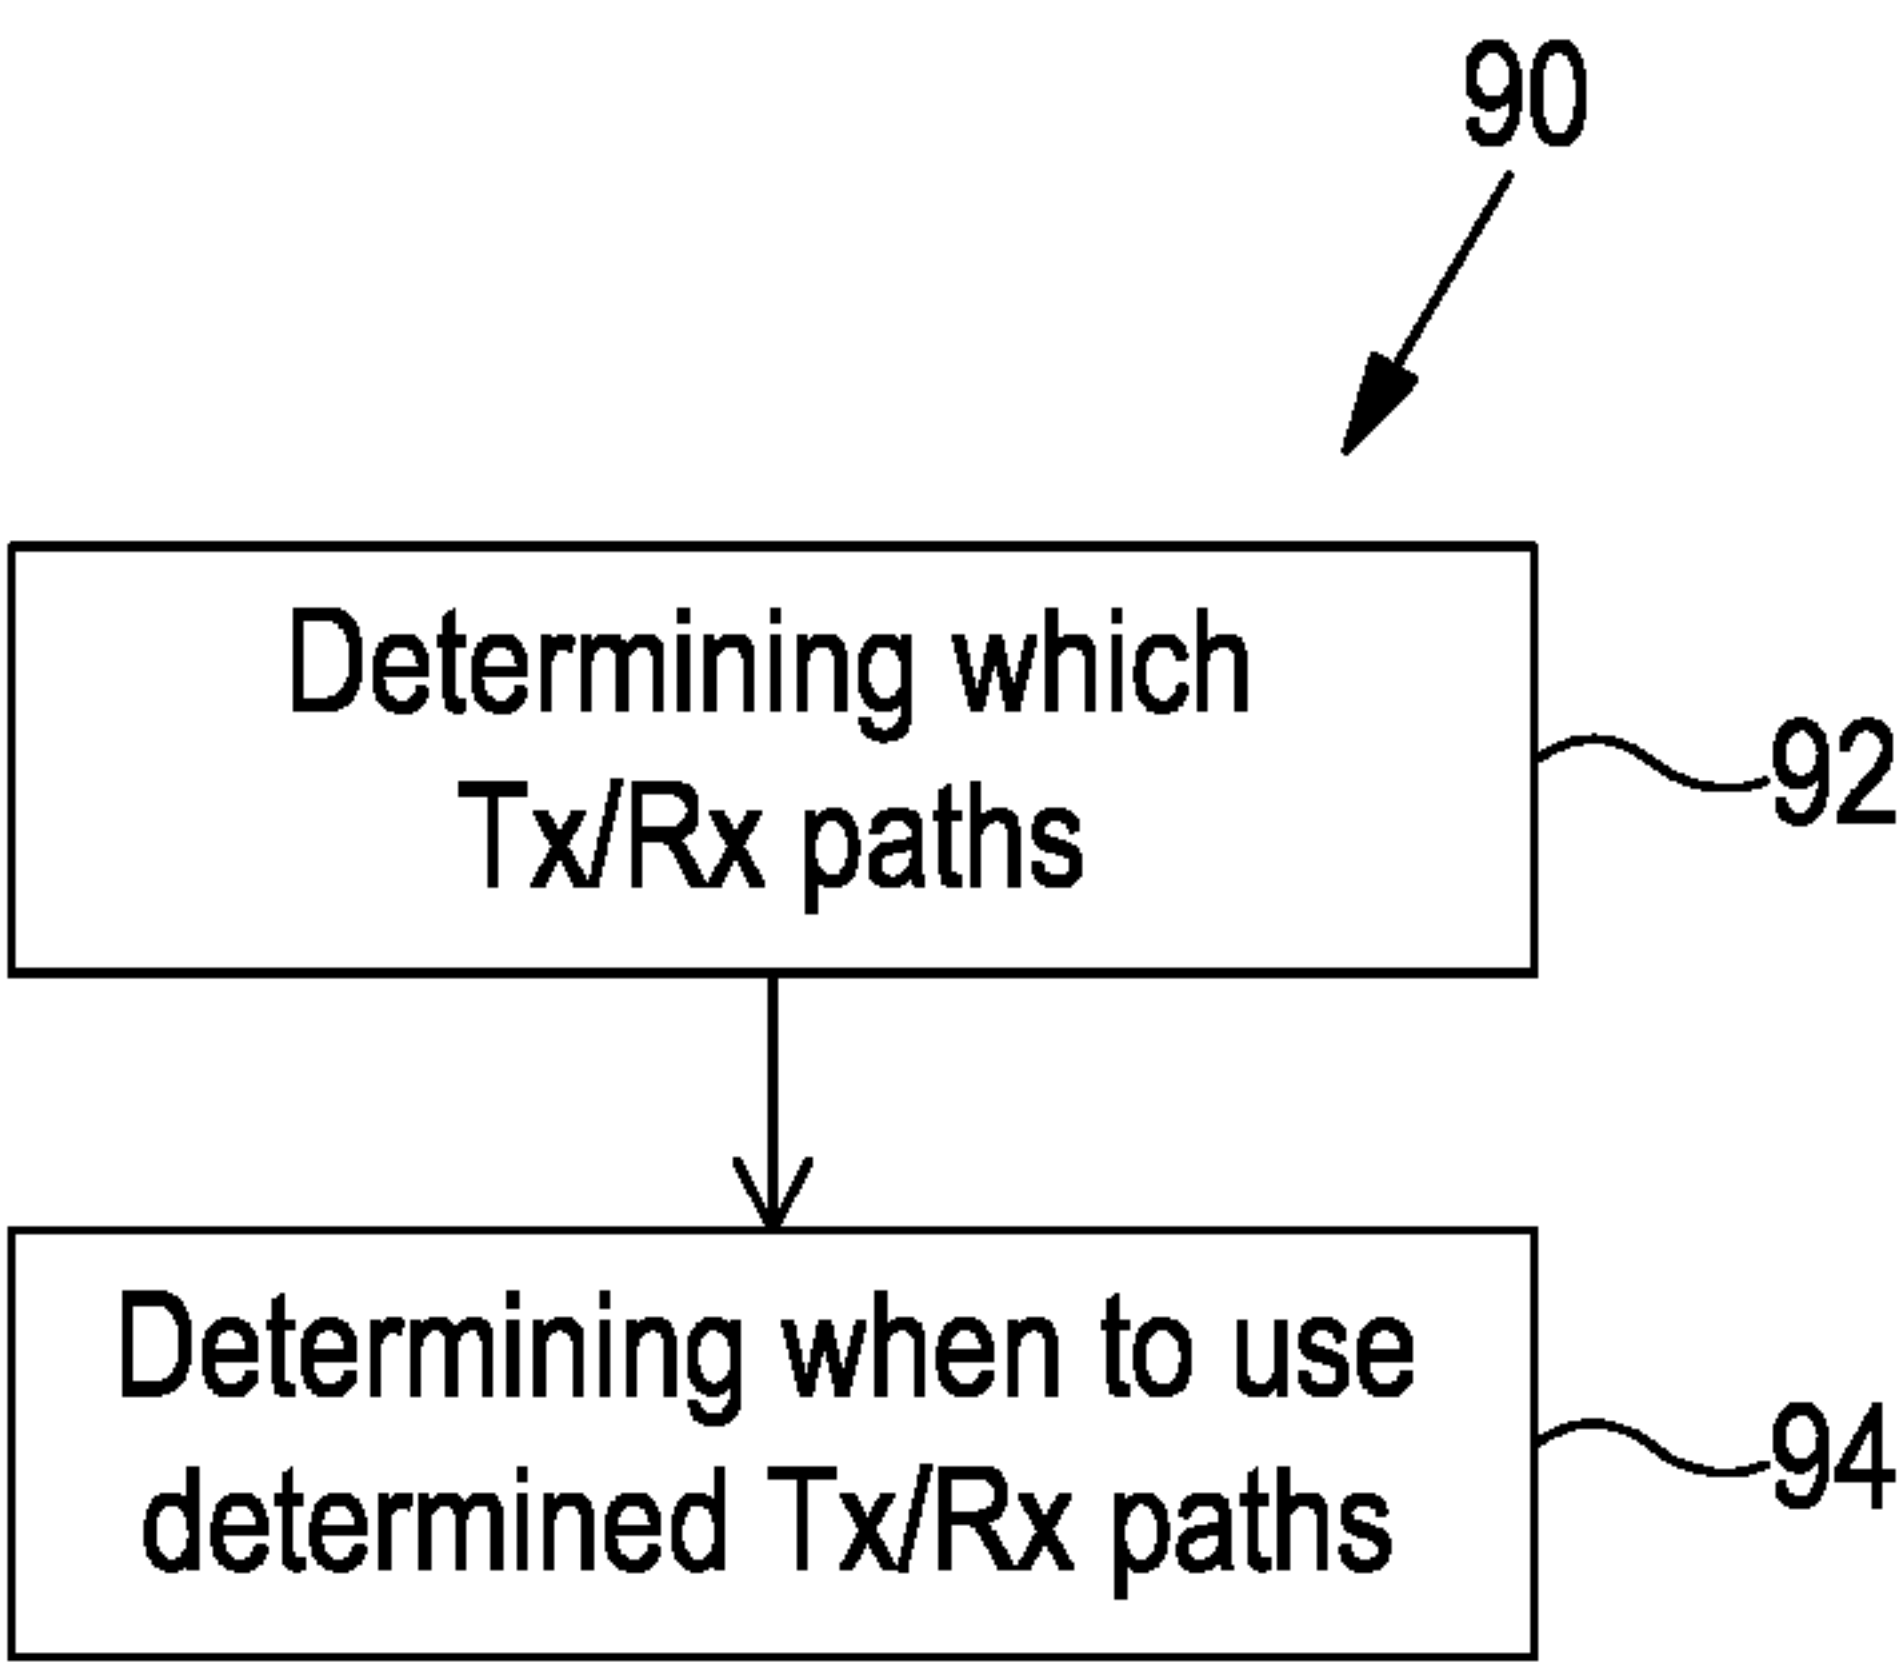 90
Determining which
Tx/Rx paths
92
Determining when to use
determined Tx/Rx paths
94